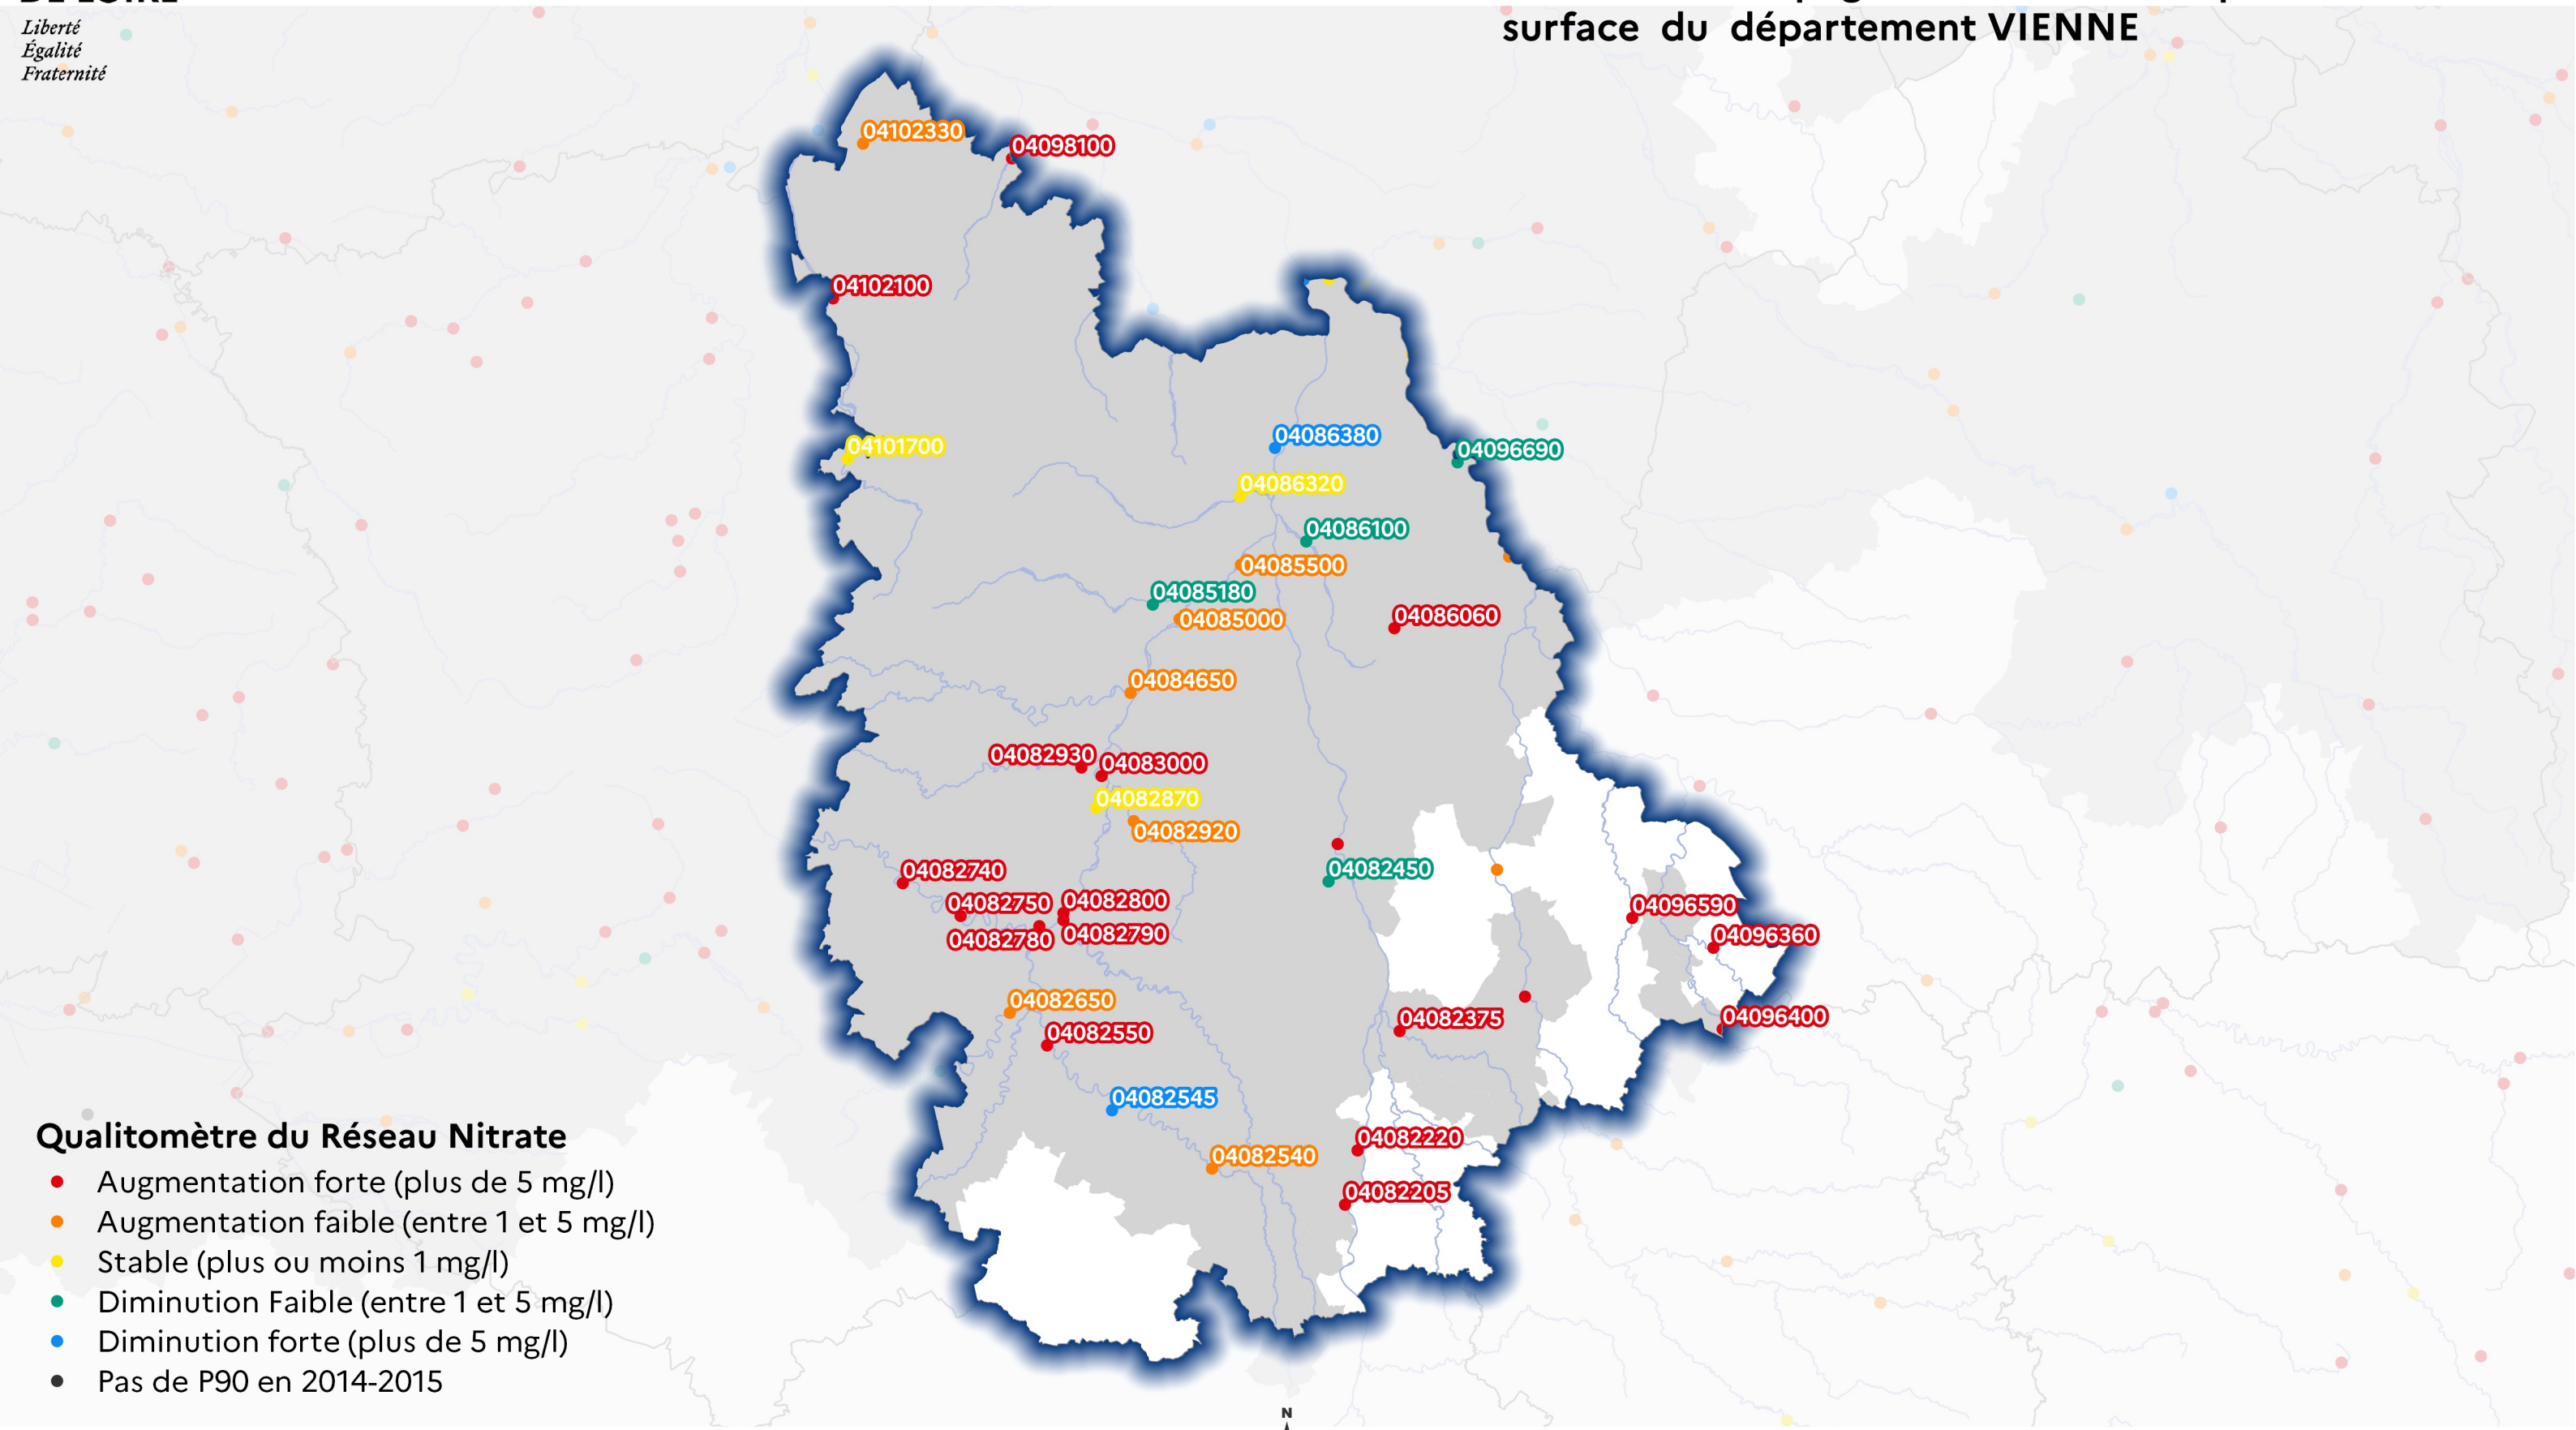 DE LOIRE
Liberté
Égalité
Fraternité
surface du département VIENNE
04102330
04098100
04102100
04101700
04086380
04096690
04086320
04086100
04085500
04085180
04085000
04086060
04084650
04082930
04083000
04082870
04082920
04082740
04082450
04082750
04082800
04082780
04082790
04096590
04096360
04082650
04082375
04096400
04082550
04082545
04082220
04082540
04082205
Qualitomètre du Réseau Nitrate
Augmentation forte (plus de 5 mg/l)
Augmentation faible (entre 1 et 5 mg/l)
Stable (plus ou moins 1 mg/l)
Diminution Faible (entre 1 et 5 mg/l)
Diminution forte (plus de 5 mg/l)
Pas de P90 en 2014-2015
N